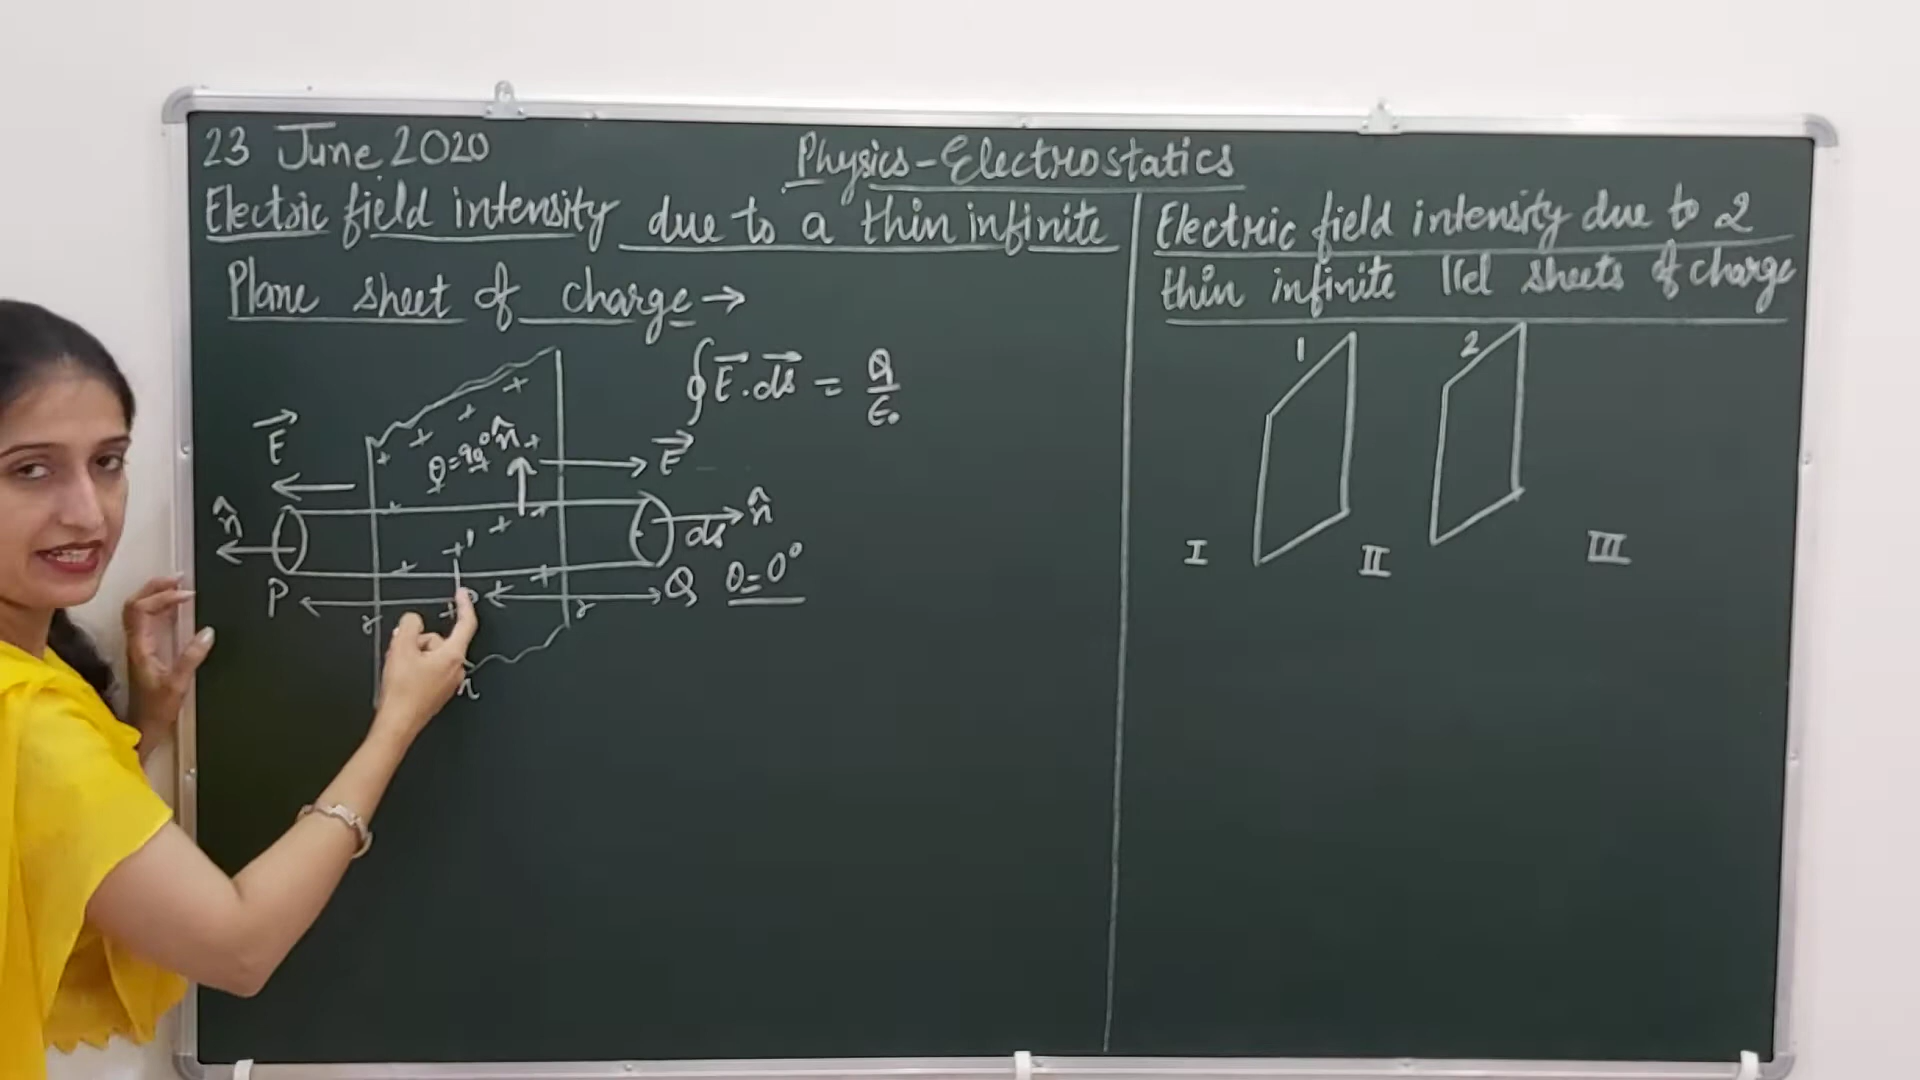 23 June 2020
Physics-Electrostatics
Electric field intensity due to a thin infinite
Plane sheet of charge →
∮E⃗.ds⃗ = Q/ε₀
E⃗
θ=90° n̂
E⃗
n̂
n̂
ds
P
r
r
Q θ=0°
Electric field intensity due to 2
thin infinite llel sheets of charge
1
2
I
II
III